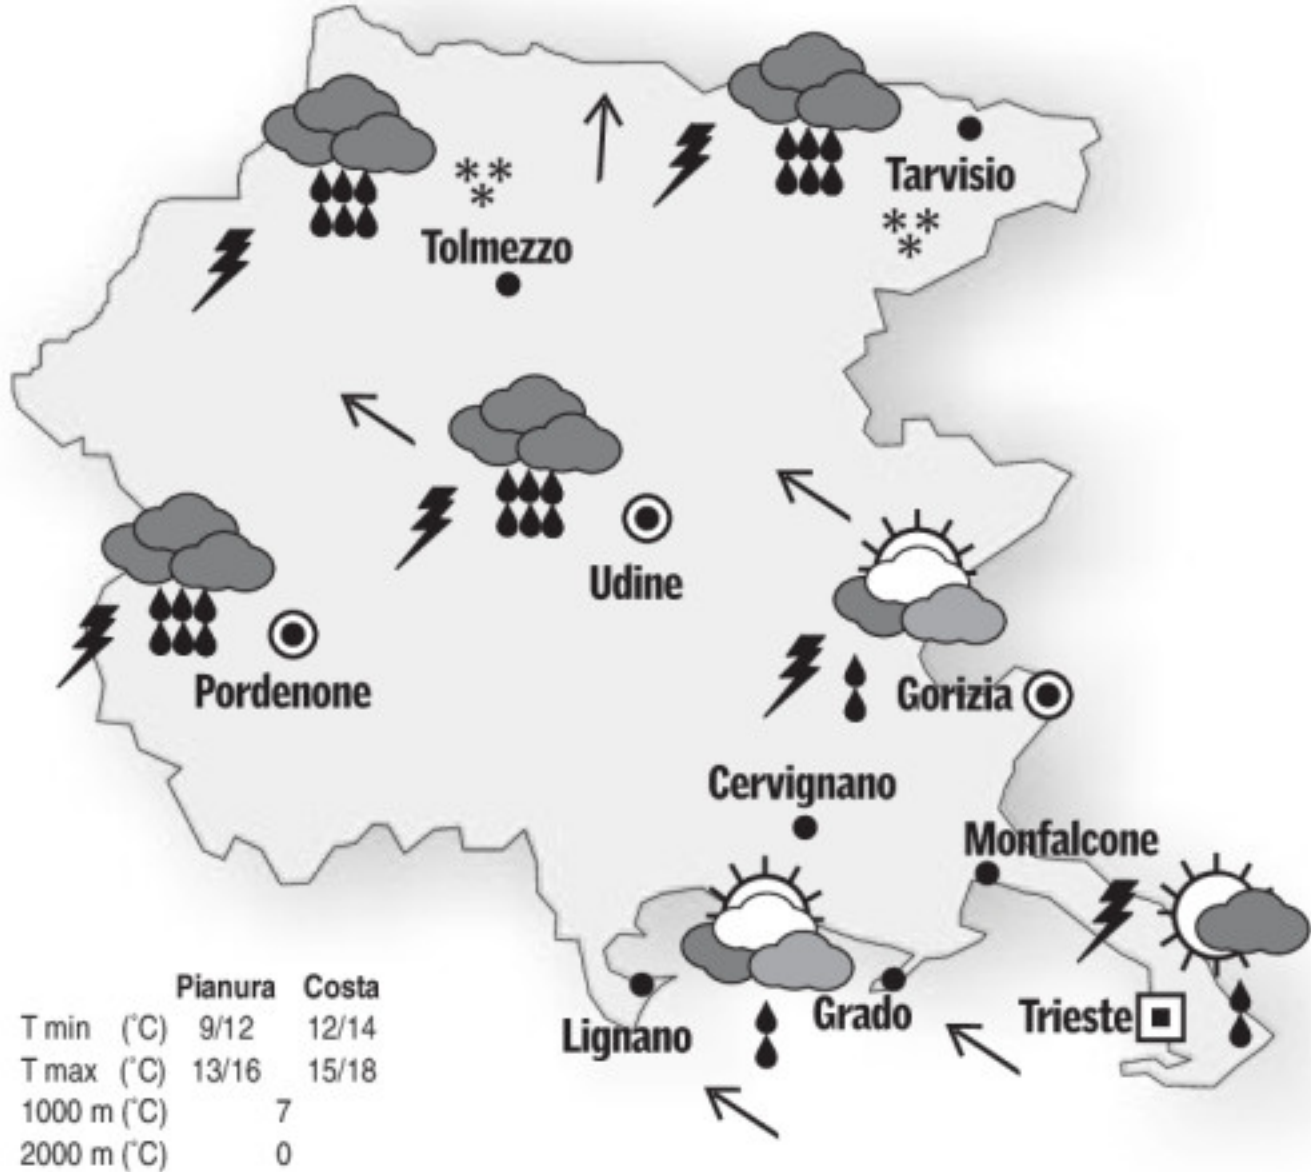 Tarvisio
Tolmezzo
Udine
Pordenone
Gorizia
Cervignano
Monfalcone
Trieste
Grado
Lignano
Pianura Costa
T min (°C) 9/12 12/14
T max (°C) 13/16 15/18
1000 m (°C) 7
2000 m (°C) 0